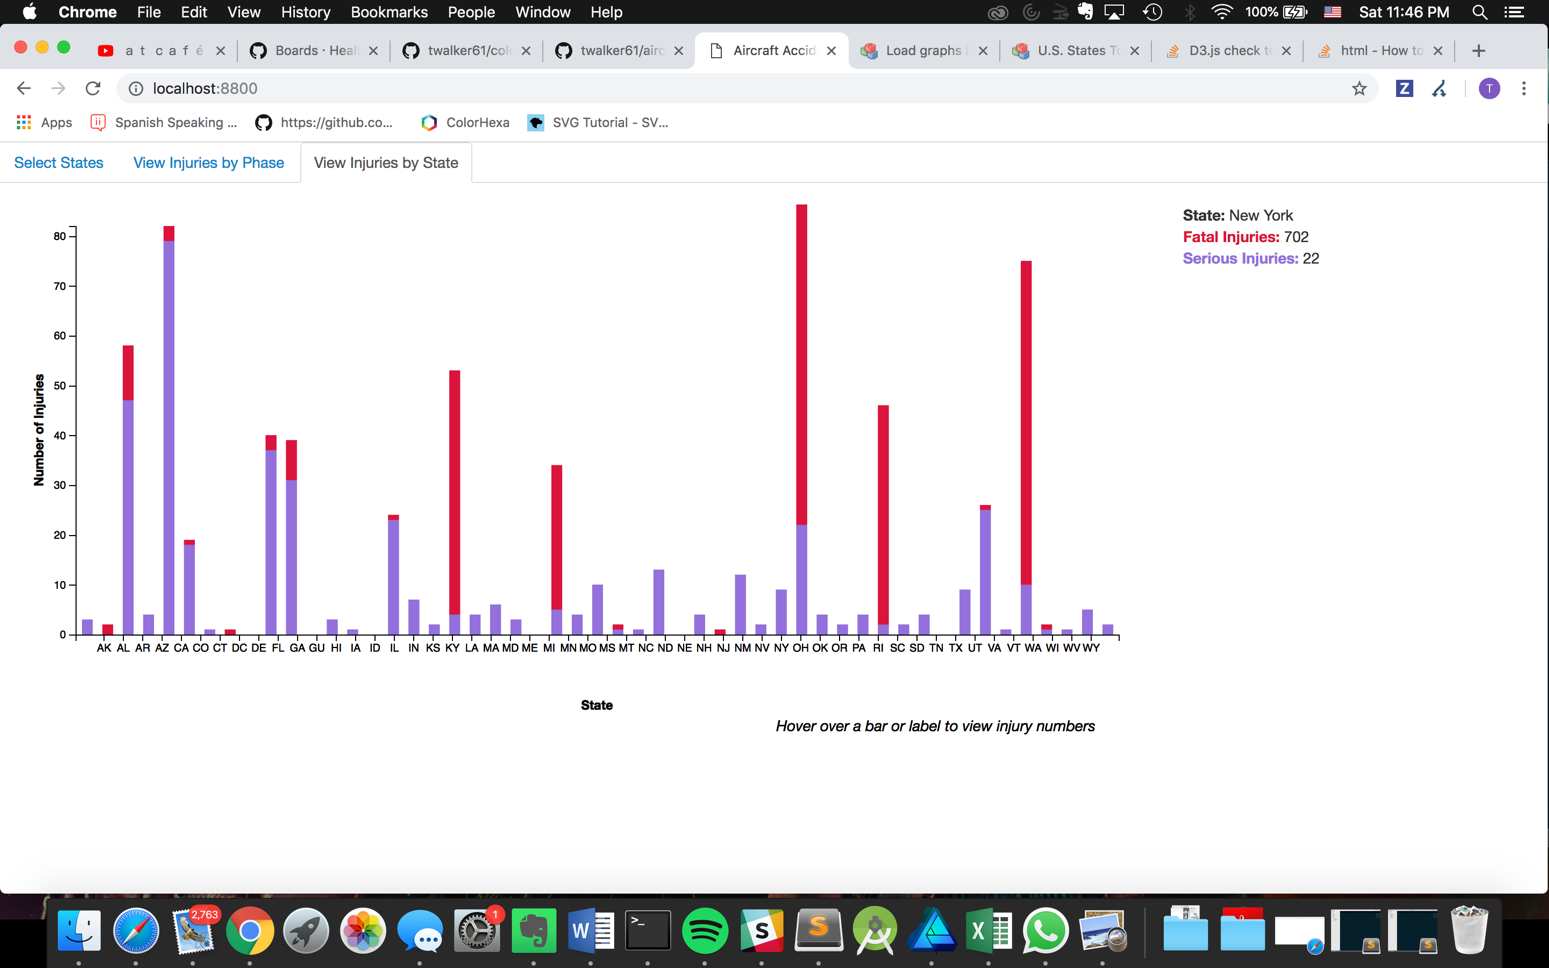 Chrome File Edit View History Bookmarks People Window Help 100% Sat 11:46 PM
a t c a f é Boards · Heal twalker61/col twalker61/airc Aircraft Accid Load graphs U.S. States T D3.js check t html - How to
localhost:8800 Z T
Apps Spanish Speaking ... https://github.co... ColorHexa SVG Tutorial - SV...
Select States View Injuries by Phase View Injuries by State
State: New York
Fatal Injuries: 702
Serious Injuries: 22
80
70
60
50
40
30
20
10
0
Number of Injuries
AK AL AR AZ CA CO CT DC DE FL GA GU HI IA ID IL IN KS KY LA MA MD ME MI MN MO MS MT NC ND NE NH NJ NM NV NY OH OK OR PA RI SC SD TN TX UT VA VT WA WI WV WY
State
Hover over a bar or label to view injury numbers
2,763 1